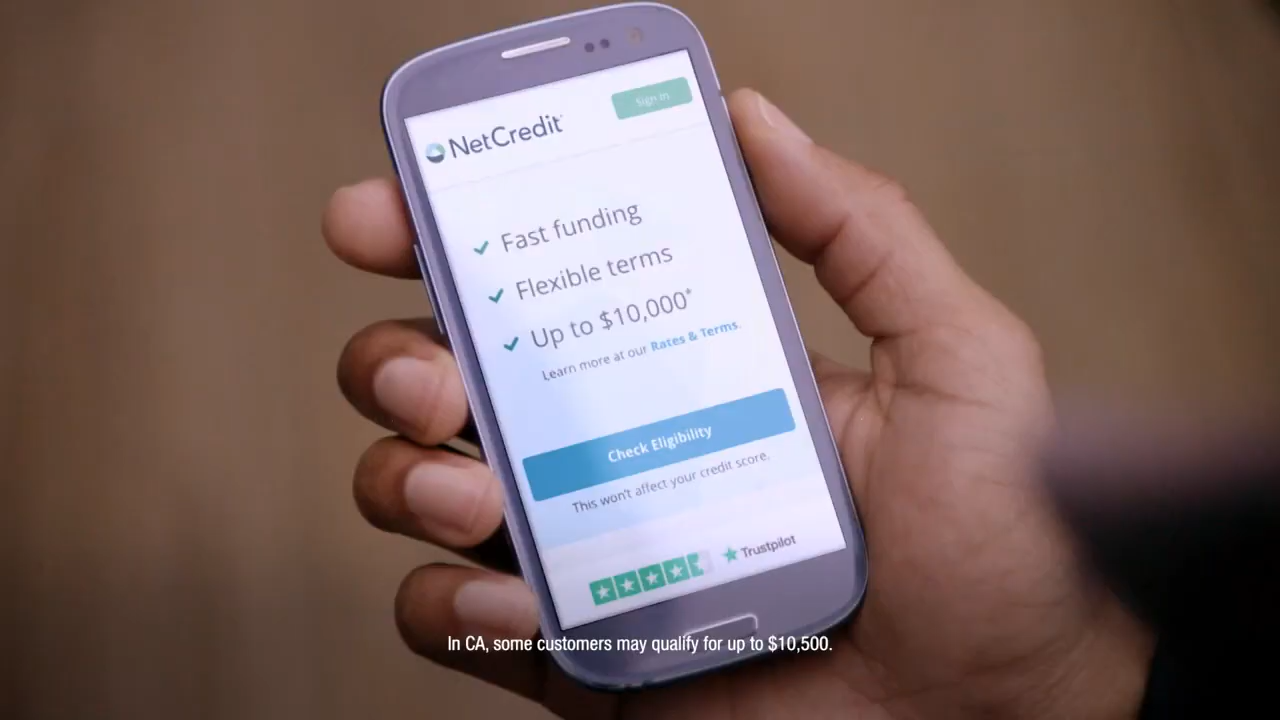 Sign In
NetCredit
✓ Fast funding
✓ Flexible terms
✓ Up to $10,000*
Learn more at our Rates & Terms.
Check Eligibility
This won't affect your credit score.
Trustpilot
In CA, some customers may qualify for up to $10,500.